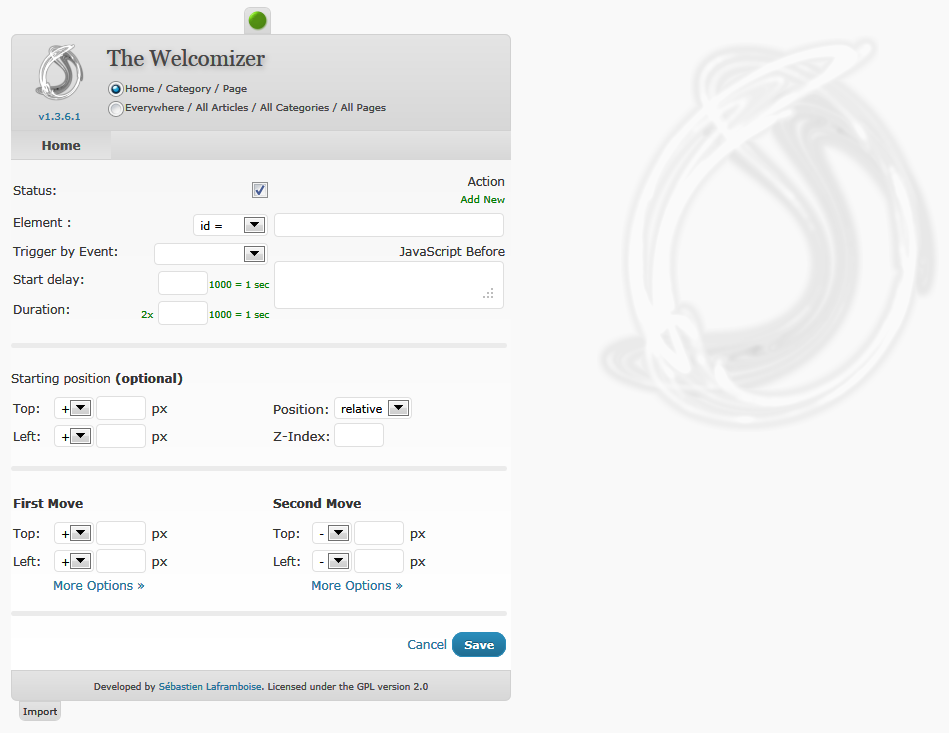 The Welcomizer
Home / Category / Page
Everywhere / All Articles / All Categories / All Pages
v1.3.6.1
Home
Status:
Action
Add New
Element :
id =
Trigger by Event:
JavaScript Before
Start delay:
1000 = 1 sec
Duration:
2x
1000 = 1 sec
Starting position (optional)
Top: + px
Position: relative
Left: + px
Z-Index:
First Move
Second Move
Top: + px
Top: - px
Left: + px
Left: - px
More Options »
More Options »
Cancel
Save
Developed by Sébastien Laframboise. Licensed under the GPL version 2.0
Import